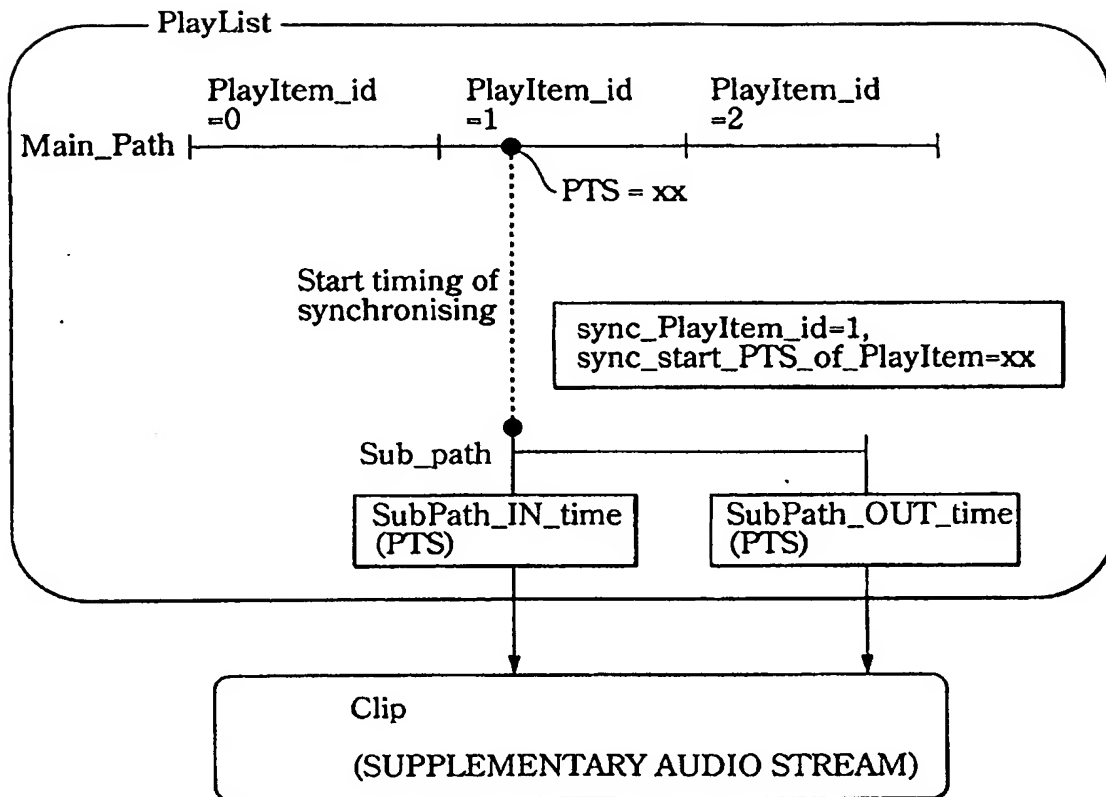 PlayList
PlayItem_id
=0
PlayItem_id
=1
PlayItem_id
=2
Main_Path
PTS = xx
Start timing of
synchronising
sync_PlayItem_id=1,
sync_start_PTS_of_PlayItem=xx
Sub_path
SubPath_IN_time
(PTS)
SubPath_OUT_time
(PTS)
Clip
(SUPPLEMENTARY AUDIO STREAM)